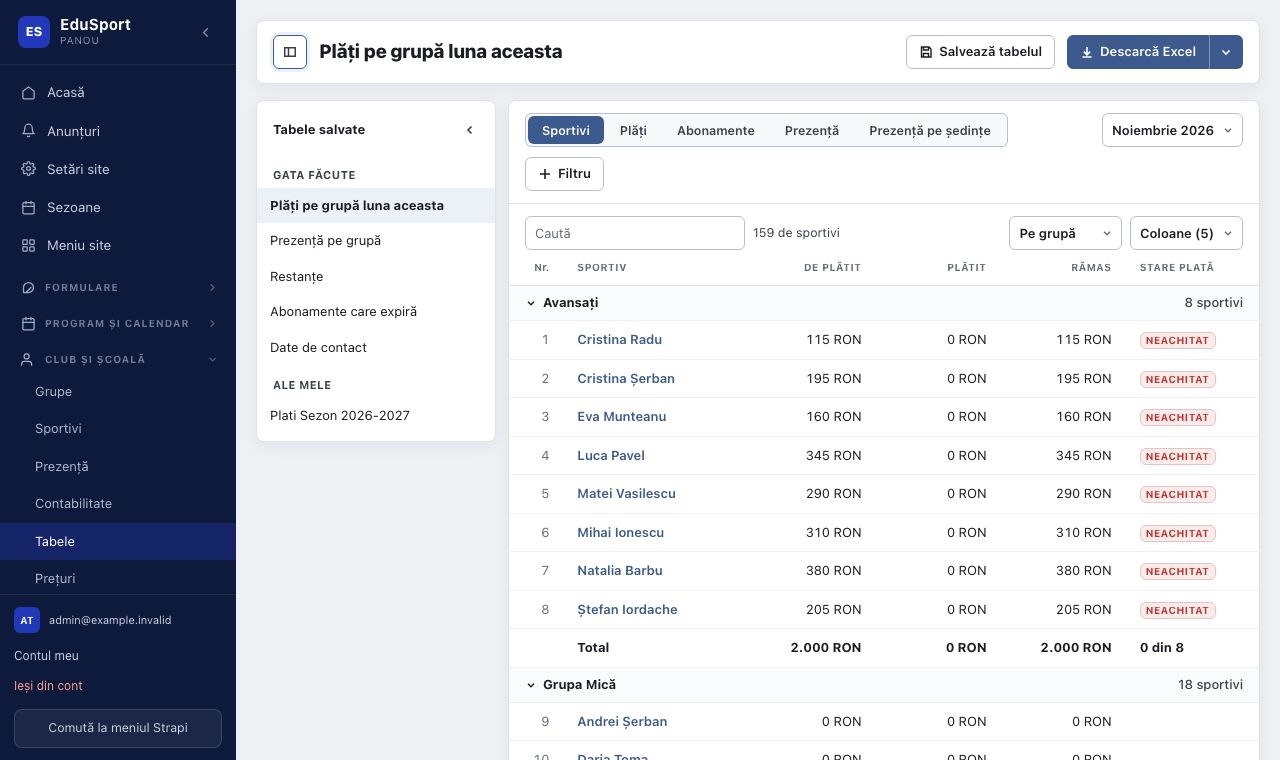 ES
EduSport
PANOU
Acasă
Anunțuri
Setări site
Sezoane
Meniu site
FORMULARE
PROGRAM ȘI CALENDAR
CLUB ȘI ȘCOALĂ
Grupe
Sportivi
Prezență
Contabilitate
Tabele
Prețuri
AT admin@example.invalid
Contul meu
Ieși din cont
Comută la meniul Strapi
Plăți pe grupă luna aceasta
Salvează tabelul
Descarcă Excel
Tabele salvate
GATA FĂCUTE
Plăți pe grupă luna aceasta
Prezență pe grupă
Restanțe
Abonamente care expiră
Date de contact
ALE MELE
Plati Sezon 2026-2027
Sportivi Plăți Abonamente Prezență Prezență pe ședințe
Noiembrie 2026
Filtru
Caută
159 de sportivi
Pe grupă
Coloane (5)
Nr. SPORTIV DE PLĂTIT PLĂTIT RĂMAS STARE PLATĂ
Avansați 8 sportivi
1 Cristina Radu 115 RON 0 RON 115 RON NEACHITAT
2 Cristina Șerban 195 RON 0 RON 195 RON NEACHITAT
3 Eva Munteanu 160 RON 0 RON 160 RON NEACHITAT
4 Luca Pavel 345 RON 0 RON 345 RON NEACHITAT
5 Matei Vasilescu 290 RON 0 RON 290 RON NEACHITAT
6 Mihai Ionescu 310 RON 0 RON 310 RON NEACHITAT
7 Natalia Barbu 380 RON 0 RON 380 RON NEACHITAT
8 Ștefan Iordache 205 RON 0 RON 205 RON NEACHITAT
Total 2.000 RON 0 RON 2.000 RON 0 din 8
Grupa Mică 18 sportivi
9 Andrei Șerban 0 RON 0 RON 0 RON
10 Daria Toma 0 RON 0 RON 0 RON